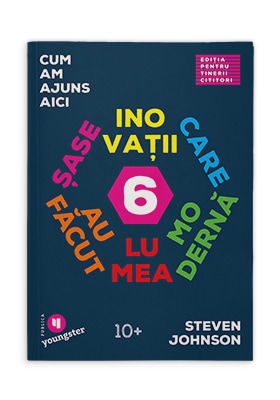 CUM
AM
AJUNS
AICI
EDIȚIA
PENTRU
TINERII
CITITORI
ȘASE
INO
VAȚII
CARE
AU
FĂCUT
6
LU
MEA
MO
DERNĂ
PUBLICA
youngster
10+
STEVEN
JOHNSON